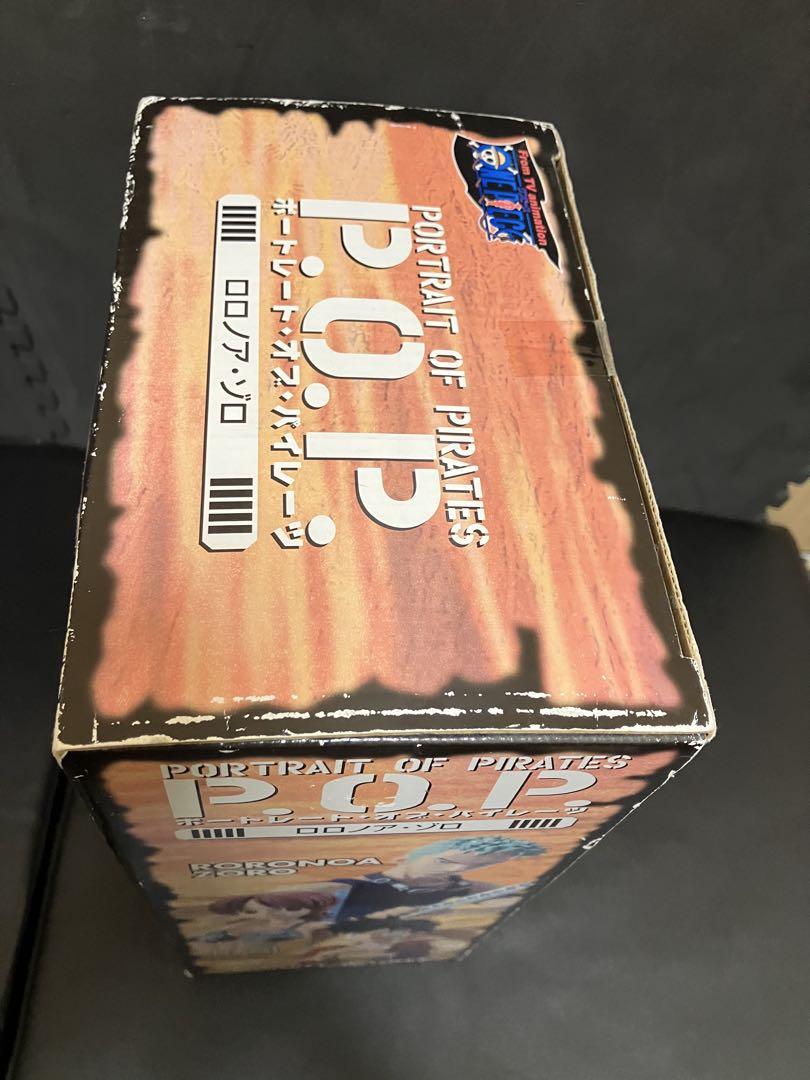 From TV animation
ONE PIECE
PORTRAIT OF PIRATES
P.O.P.
ポートレート・オブ・パイレーツ
ロロノア・ゾロ
PORTRAIT OF PIRATES
P.O.P.
ポートレート・オブ・パイレーツ
ロロノア・ゾロ
RORONOA
ZORO